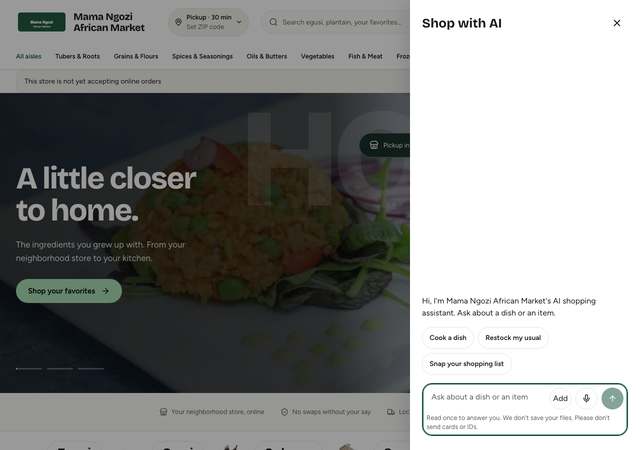 Mama Ngozi
Mama Ngozi
African Market
Pickup · 30 min
Set ZIP code
Search egusi, plantain, your favorites...
All aisles
Tubers & Roots
Grains & Flours
Spices & Seasonings
Oils & Butters
Vegetables
Fish & Meat
This store is not yet accepting online orders
HO
Pickup in
A little closer
to home.
The ingredients you grew up with. From your
neighborhood store to your kitchen.
Shop your favorites
Your neighborhood store, online
No swaps without your say
Shop with AI
Hi, I'm Mama Ngozi African Market's AI shopping
assistant. Ask about a dish or an item.
Cook a dish
Restock my usual
Snap your shopping list
Ask about a dish or an item
Add
Read once to answer you. We don't save your files. Please don't
send cards or IDs.